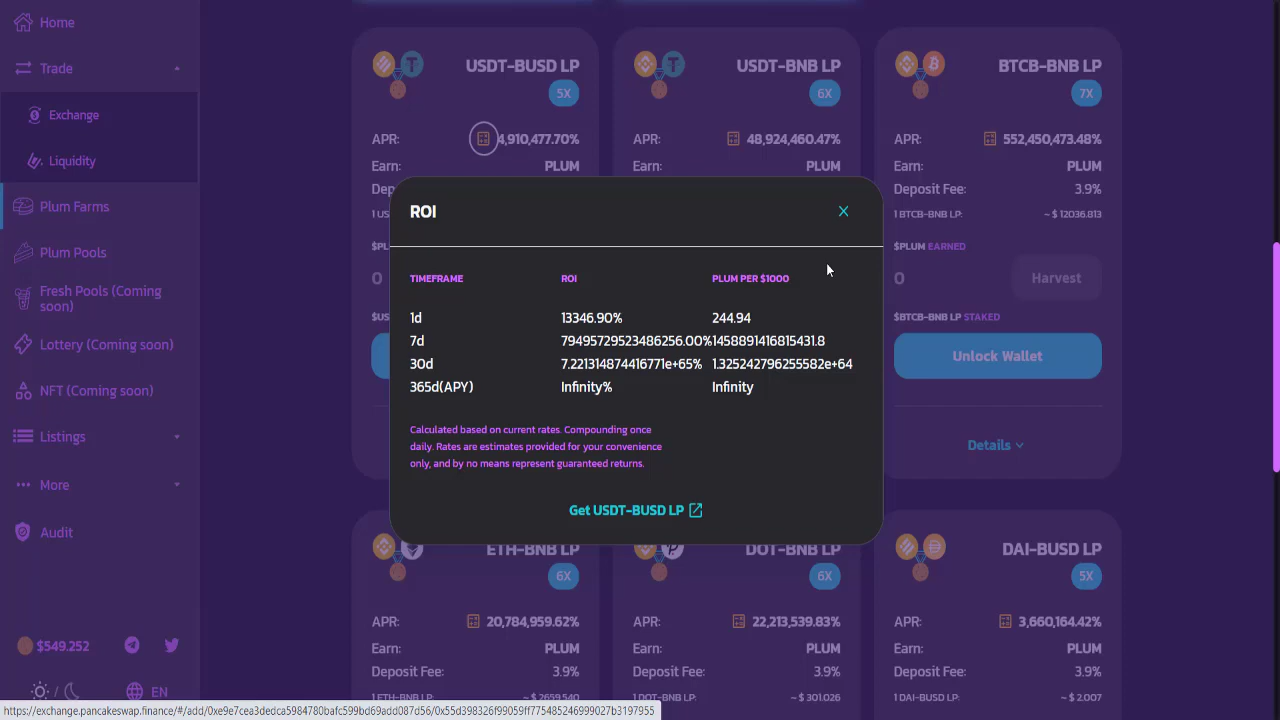 Home
Trade
Exchange
Liquidity
Plum Farms
Plum Pools
Fresh Pools (Coming
soon)
Lottery (Coming soon)
NFT (Coming soon)
Listings
More
Audit
$549.252
/
EN
USDT-BUSD LP
5X
APR:
4,910,477.70%
Earn:
PLUM
Dep
1 US
$PL
0
$US
USDT-BNB LP
6X
APR:
48,924,460.47%
Earn:
PLUM
BTCB-BNB LP
7X
APR:
552,450,473.48%
Earn:
PLUM
Deposit Fee:
3.9%
1 BTCB-BNB LP:
~ $ 12036.813
$PLUM EARNED
0
Harvest
$BTCB-BNB LP STAKED
Unlock Wallet
Details
ROI
TIMEFRAME ROI PLUM PER $1000
1d 13346.90% 244.94
7d 79495729523486256.00% 1458891416815431.8
30d 7.221314874416771e+65% 1.325242796255582e+64
365d(APY) Infinity% Infinity
Calculated based on current rates. Compounding once
daily. Rates are estimates provided for your convenience
only, and by no means represent guaranteed returns.
Get USDT-BUSD LP
ETH-BNB LP
6X
APR:
20,784,959.62%
Earn:
PLUM
Deposit Fee:
3.9%
1 ETH-BNB LP:
~ $ 2659.540
DOT-BNB LP
6X
APR:
22,213,539.83%
Earn:
PLUM
Deposit Fee:
3.9%
1 DOT-BNB LP:
~ $ 301.026
DAI-BUSD LP
5X
APR:
3,660,164.42%
Earn:
PLUM
Deposit Fee:
3.9%
1 DAI-BUSD LP:
~ $ 2.007
https://exchange.pancakeswap.finance/#/add/0xe9e7cea3dedca5984780bafc599bd69add087d56/0x55d398326f99059ff775485246999027b3197955